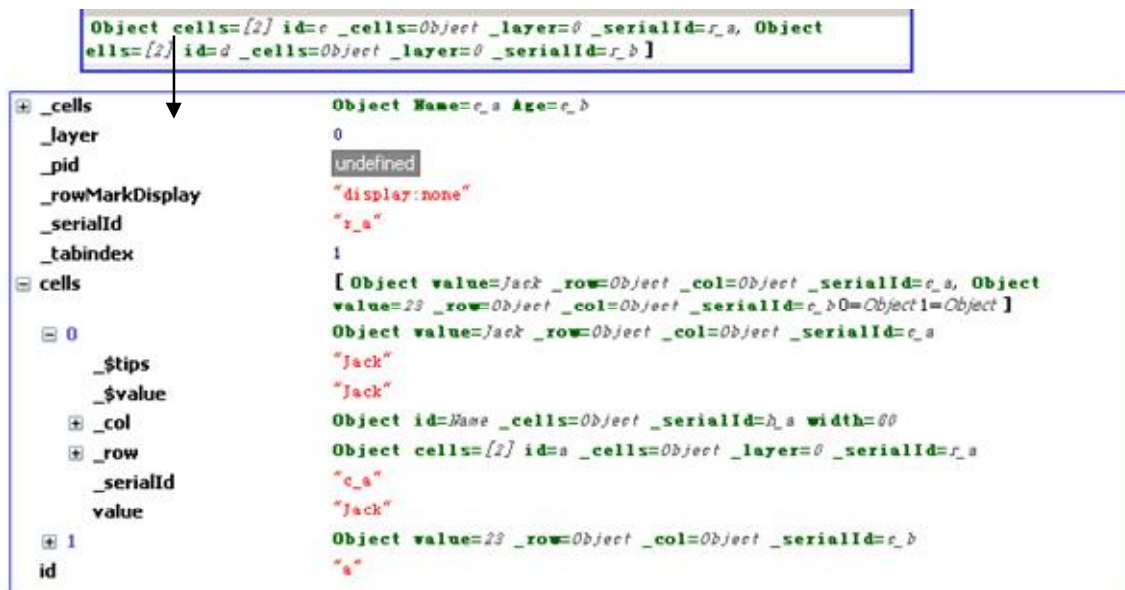 Object cells=[2] id=c _cells=Object _layer=0 _serialId=r_a, Object
ells=[2] id=d _cells=Object _layer=0 _serialId=r_b ]
_cells Object Name=c_a Age=c_b
_layer 0
_pid undefined
_rowMarkDisplay "display:none"
_serialId "r_a"
_tabindex 1
cells [ Object value=Jack _row=Object _col=Object _serialId=c_a, Object
value=23 _row=Object _col=Object _serialId=c_b 0=Object 1=Object ]
0 Object value=Jack _row=Object _col=Object _serialId=c_a
_$tips "Jack"
_$value "Jack"
_col Object id=Name _cells=Object _serialId=h_a width=60
_row Object cells=[2] id=a _cells=Object _layer=0 _serialId=r_a
_serialId "c_a"
value "Jack"
1 Object value=23 _row=Object _col=Object _serialId=c_b
id "a"